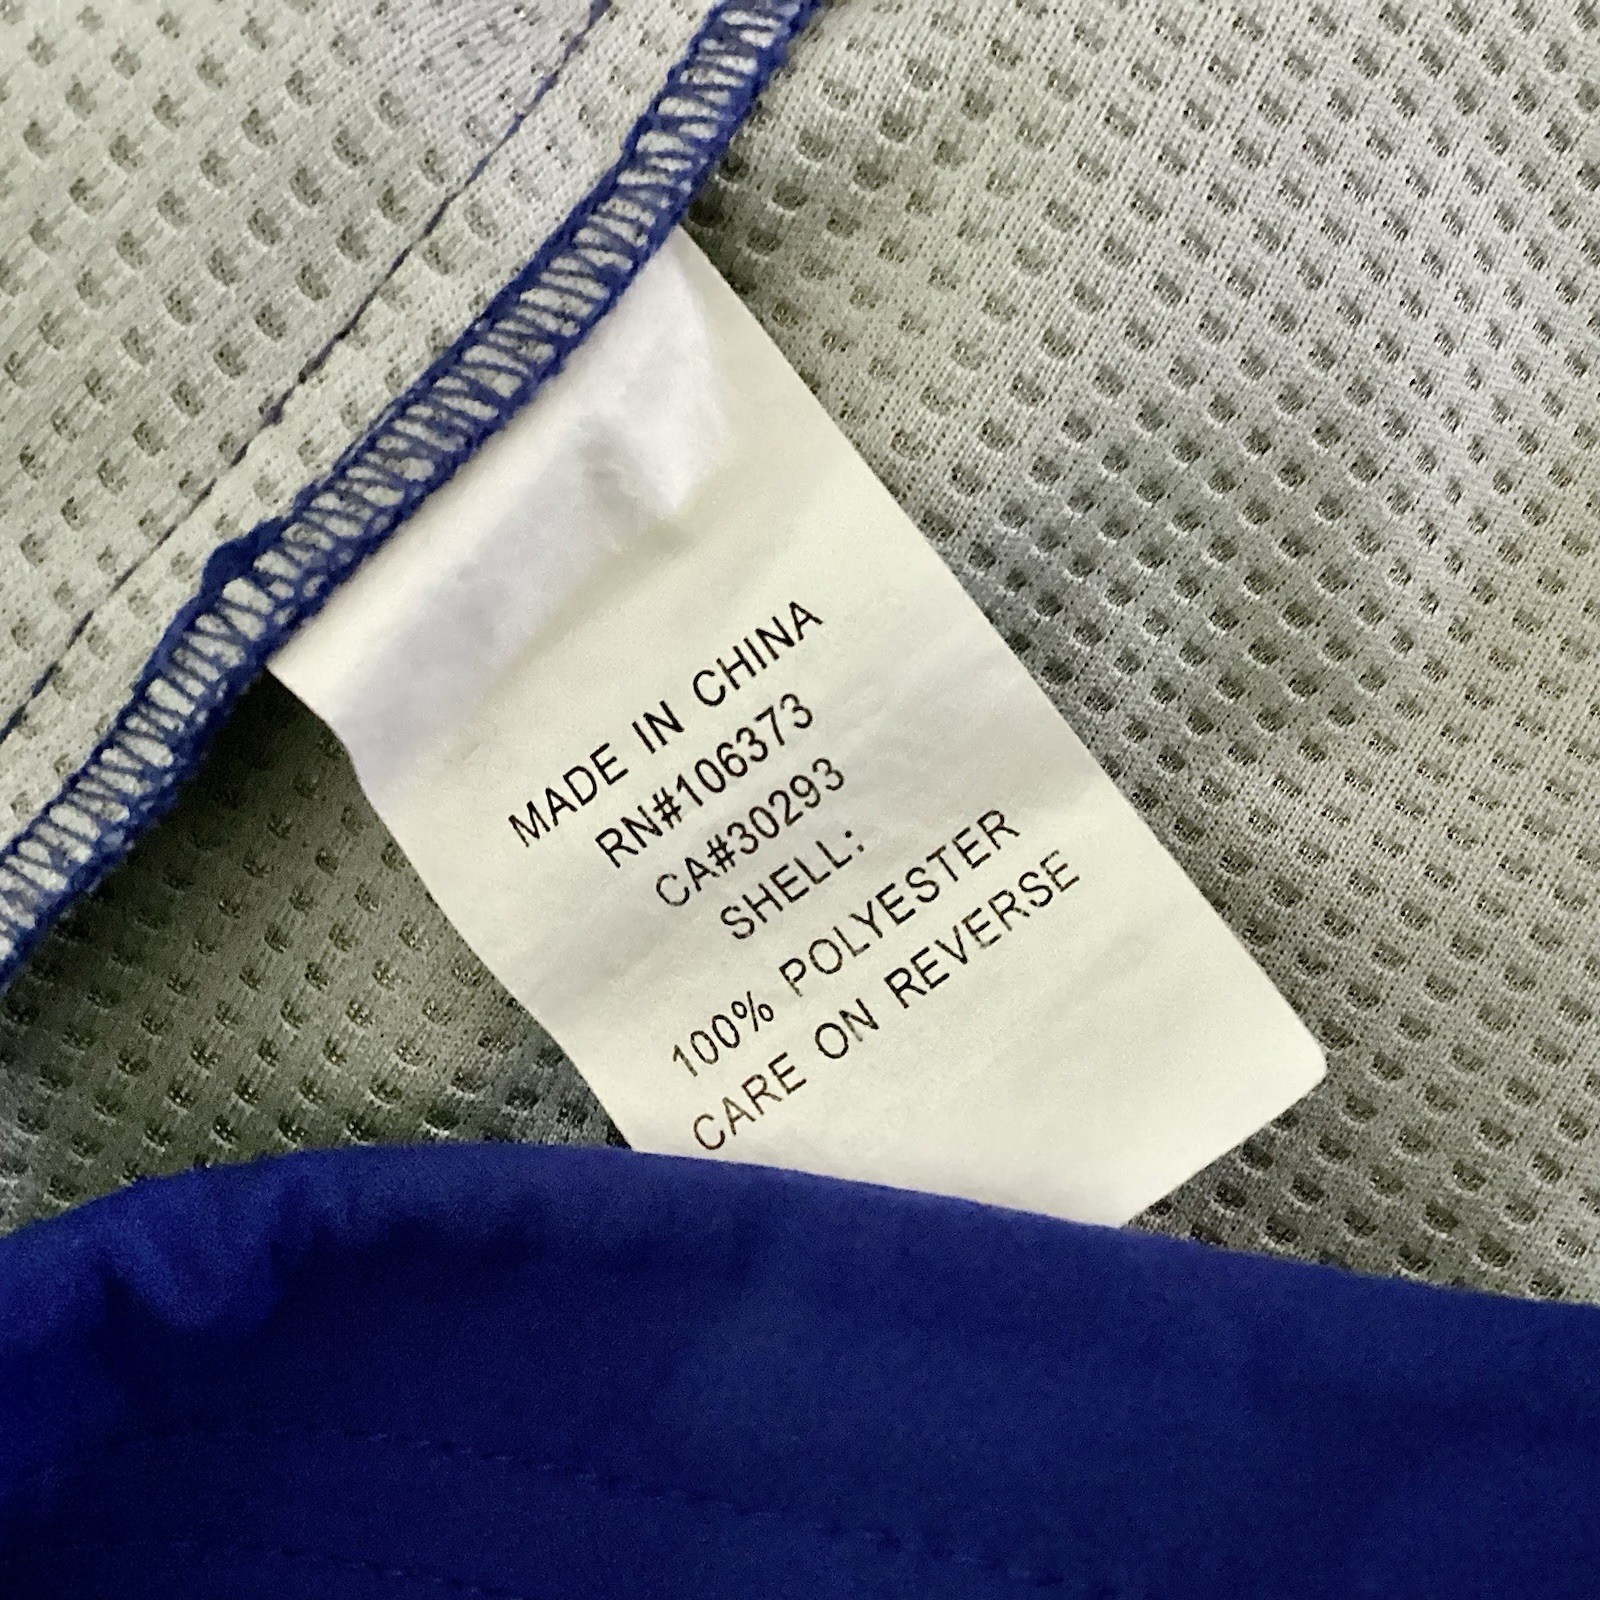 MADE IN CHINA
RN#106373
CA#30293
SHELL:
100% POLYESTER
CARE ON REVERSE